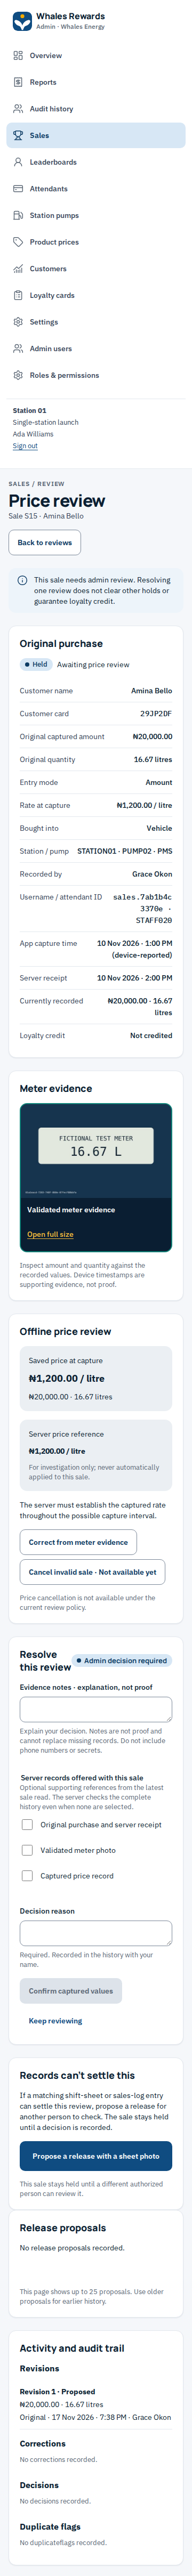 Whales Rewards
Admin · Whales Energy
Overview
Reports
Audit history
Sales
Leaderboards
Attendants
Station pumps
Product prices
Customers
Loyalty cards
Settings
Admin users
Roles & permissions
Station 01
Single-station launch
Ada Williams
Sign out
SALES / REVIEW
Price review
Sale S15 · Amina Bello
Back to reviews
This sale needs admin review. Resolving
one review does not clear other holds or
guarantee loyalty credit.
Original purchase
Held Awaiting price review
Customer name Amina Bello
Customer card 29JP2DF
Original captured amount ₦20,000.00
Original quantity 16.67 litres
Entry mode Amount
Rate at capture ₦1,200.00 / litre
Bought into Vehicle
Station / pump STATION01 · PUMP02 · PMS
Recorded by Grace Okon
Username / attendant ID sales.7ab1b4c
3370e ·
STAFF020
App capture time 10 Nov 2026 · 1:00 PM
(device-reported)
Server receipt 10 Nov 2026 · 2:00 PM
Currently recorded ₦20,000.00 · 16.67
litres
Loyalty credit Not credited
Meter evidence
FICTIONAL TEST METER
16.67 L
Validated meter evidence
Open full size
Inspect amount and quantity against the
recorded values. Device timestamps are
supporting evidence, not proof.
Offline price review
Saved price at capture
₦1,200.00 / litre
₦20,000.00 · 16.67 litres
Server price reference
₦1,200.00 / litre
For investigation only; never automatically
applied to this sale.
The server must establish the captured rate
throughout the possible capture interval.
Correct from meter evidence
Cancel invalid sale · Not available yet
Price cancellation is not available under the
current review policy.
Resolve
this review
Admin decision required
Evidence notes · explanation, not proof
Explain your decision. Notes are not proof and
cannot replace missing records. Do not include
phone numbers or secrets.
Server records offered with this sale
Optional supporting references from the latest
sale read. The server checks the complete
history even when none are selected.
Original purchase and server receipt
Validated meter photo
Captured price record
Decision reason
Required. Recorded in the history with your
name.
Confirm captured values
Keep reviewing
Records can't settle this
If a matching shift-sheet or sales-log entry
can settle this review, propose a release for
another person to check. The sale stays held
until a decision is recorded.
Propose a release with a sheet photo
This sale stays held until a different authorized
person can review it.
Release proposals
No release proposals recorded.
This page shows up to 25 proposals. Use older
proposals for earlier history.
Activity and audit trail
Revisions
Revision 1 · Proposed
₦20,000.00 · 16.67 litres
Original · 17 Nov 2026 · 7:38 PM · Grace Okon
Corrections
No corrections recorded.
Decisions
No decisions recorded.
Duplicate flags
No duplicateflags recorded.